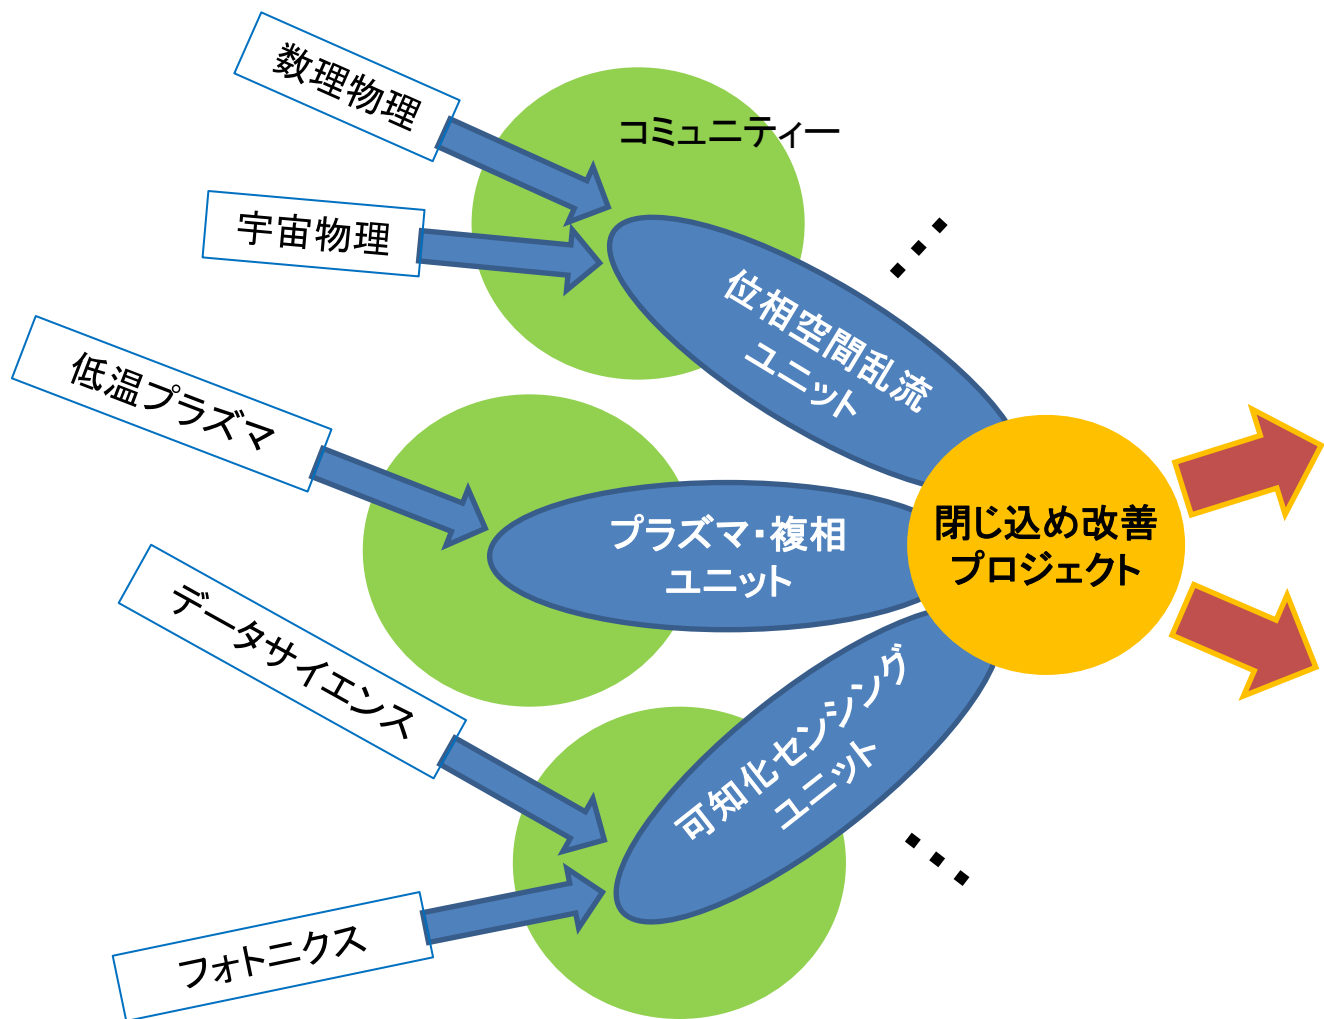 数理物理
コミュニティー
宇宙物理
位相空間乱流
ユニット
低温プラズマ
プラズマ・複相
ユニット
閉じ込め改善
プロジェクト
データサイエンス
可知化センシング
ユニット
フォトニクス